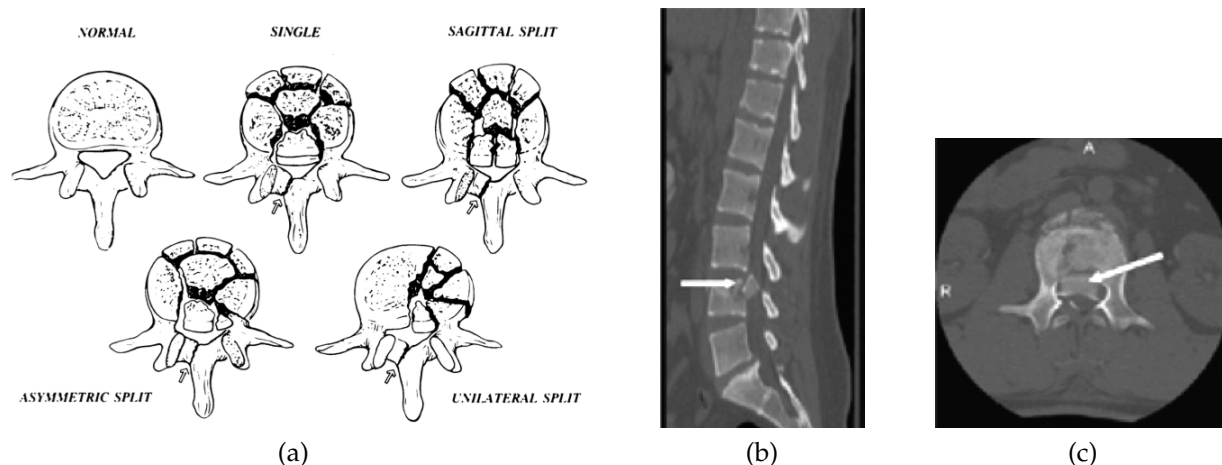 NORMAL
SINGLE
SAGITTAL SPLIT
ASYMMETRIC SPLIT
UNILATERAL SPLIT
A
R
(a)
(b)
(c)